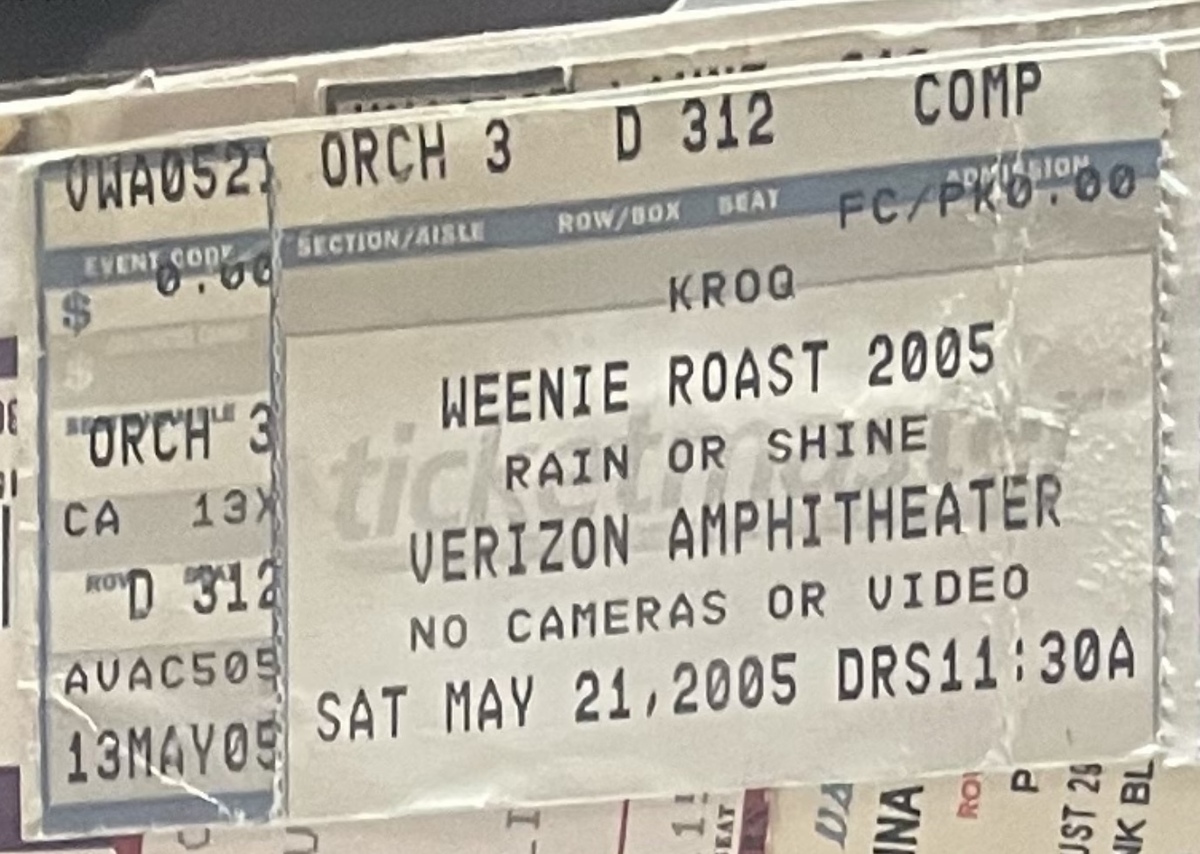 VWA0521 ORCH 3 D 312 COMP
EVENT CODE SECTION/AISLE ROW/BOX SEAT ADMISSION
$ 0.00 FC/PK0.00
KROQ
WEENIE ROAST 2005
RAIN OR SHINE
VERIZON AMPHITHEATER
NO CAMERAS OR VIDEO
SAT MAY 21,2005 DRS11:30A
ORCH 3
CA 13X
ROW D 312
AVAC505
13MAY05
ticketmaster